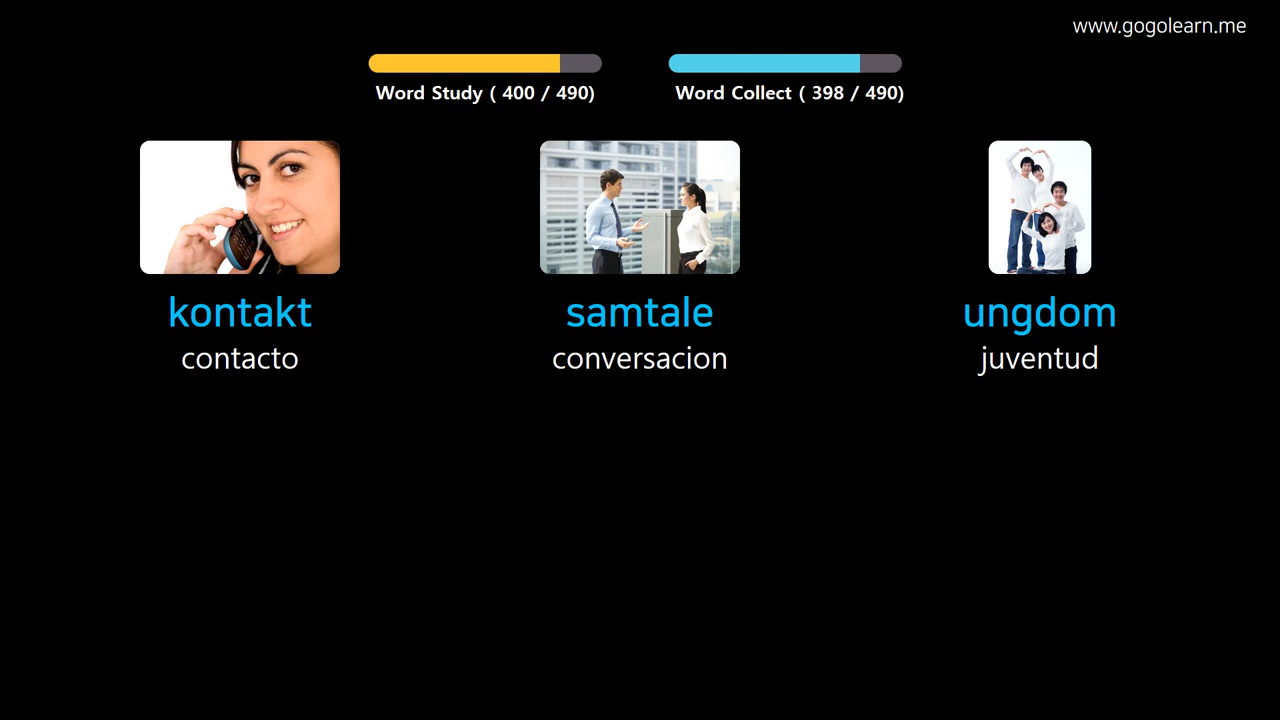 www.gogolearn.me
Word Study ( 400 / 490)
Word Collect ( 398 / 490)
kontakt
contacto
samtale
conversacion
ungdom
juventud